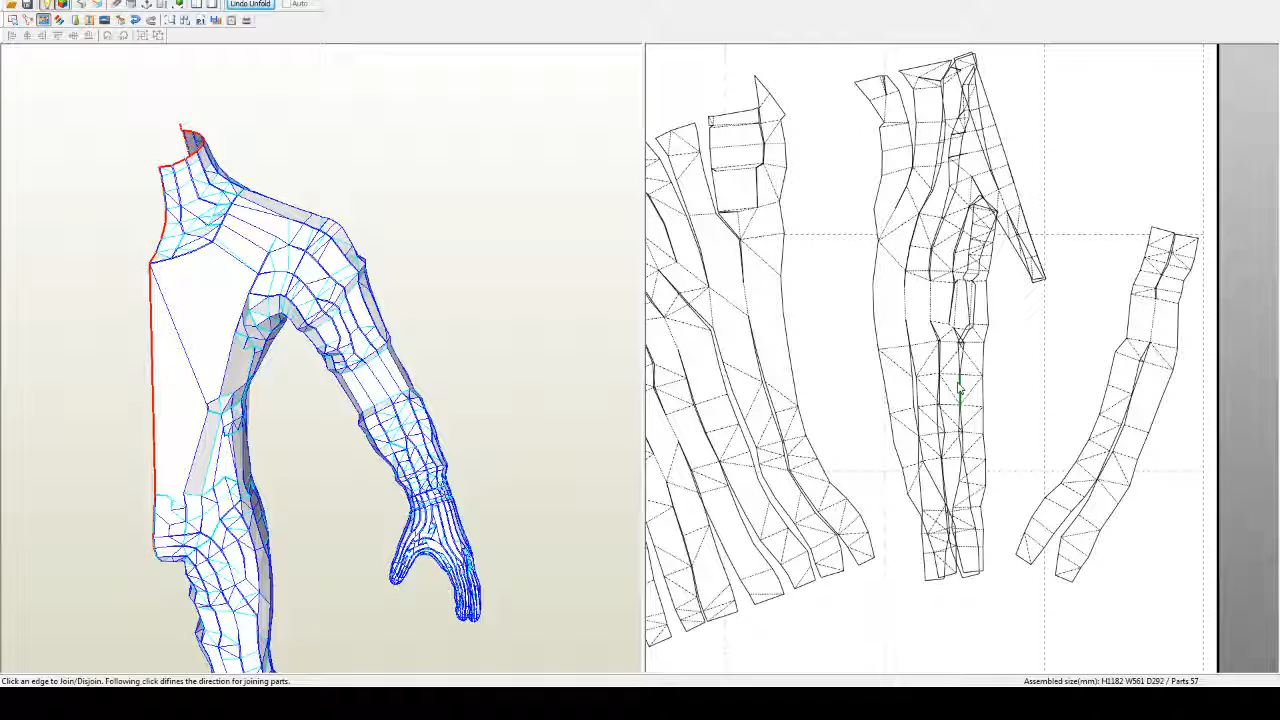 Undo Unfold
Auto
Click an edge to Join/Disjoin. Following click difines the direction for joining parts.
Assembled size(mm): H1182 W561 D292 / Parts 57